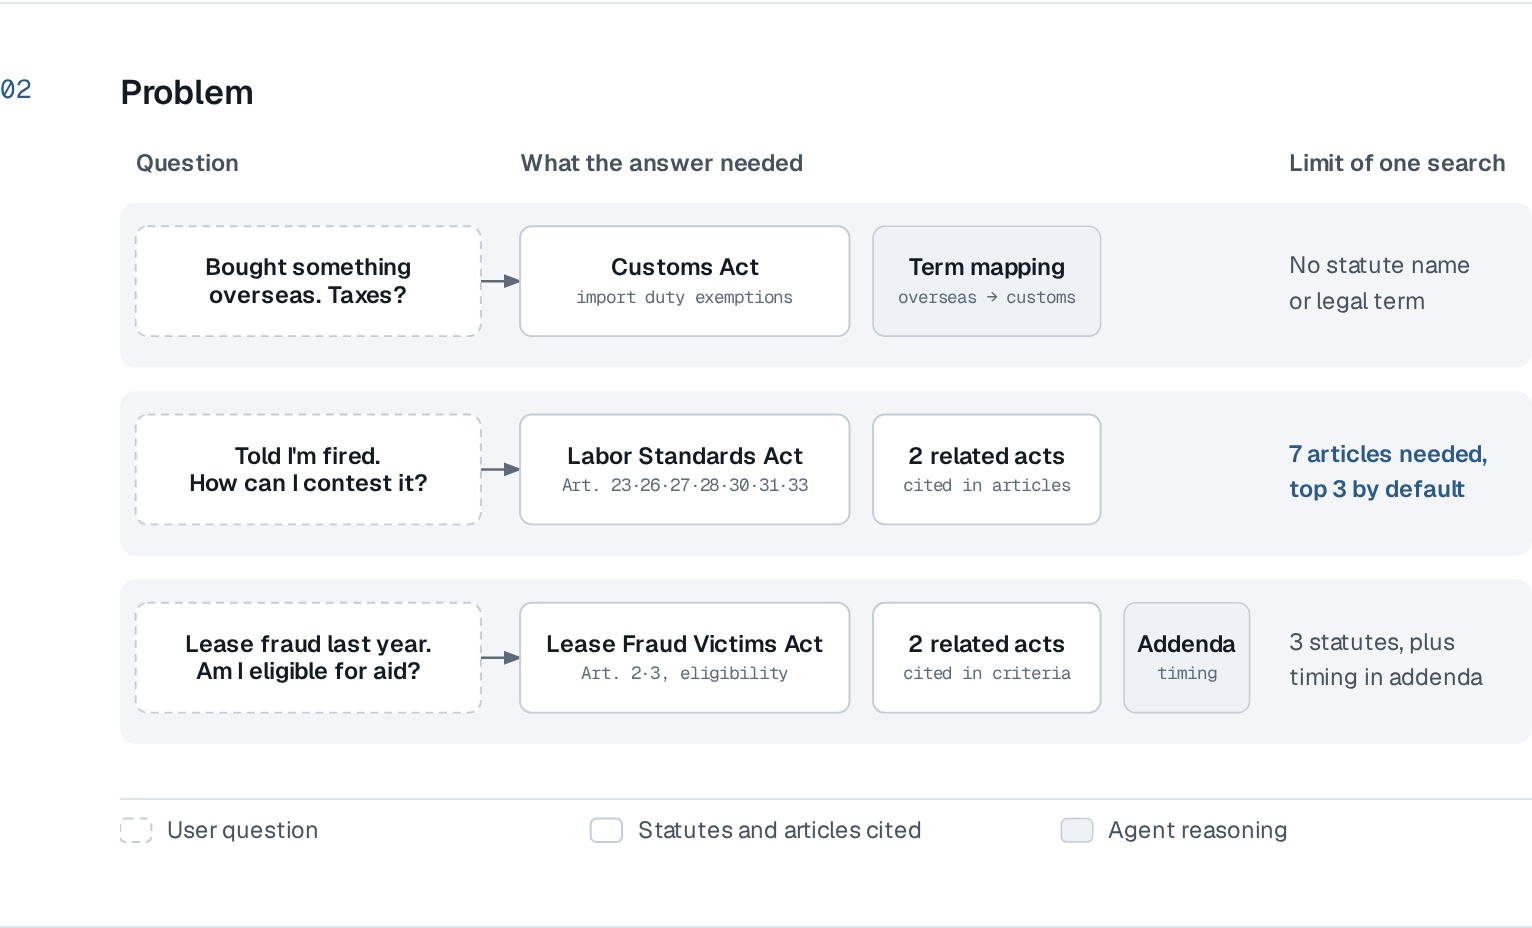 02
Problem
Question
What the answer needed
Limit of one search
Bought something
overseas. Taxes?
Customs Act
import duty exemptions
Term mapping
overseas → customs
No statute name
or legal term
Told I'm fired.
How can I contest it?
Labor Standards Act
Art. 23·26·27·28·30·31·33
2 related acts
cited in articles
7 articles needed,
top 3 by default
Lease fraud last year.
Am I eligible for aid?
Lease Fraud Victims Act
Art. 2·3, eligibility
2 related acts
cited in criteria
Addenda
timing
3 statutes, plus
timing in addenda
User question
Statutes and articles cited
Agent reasoning